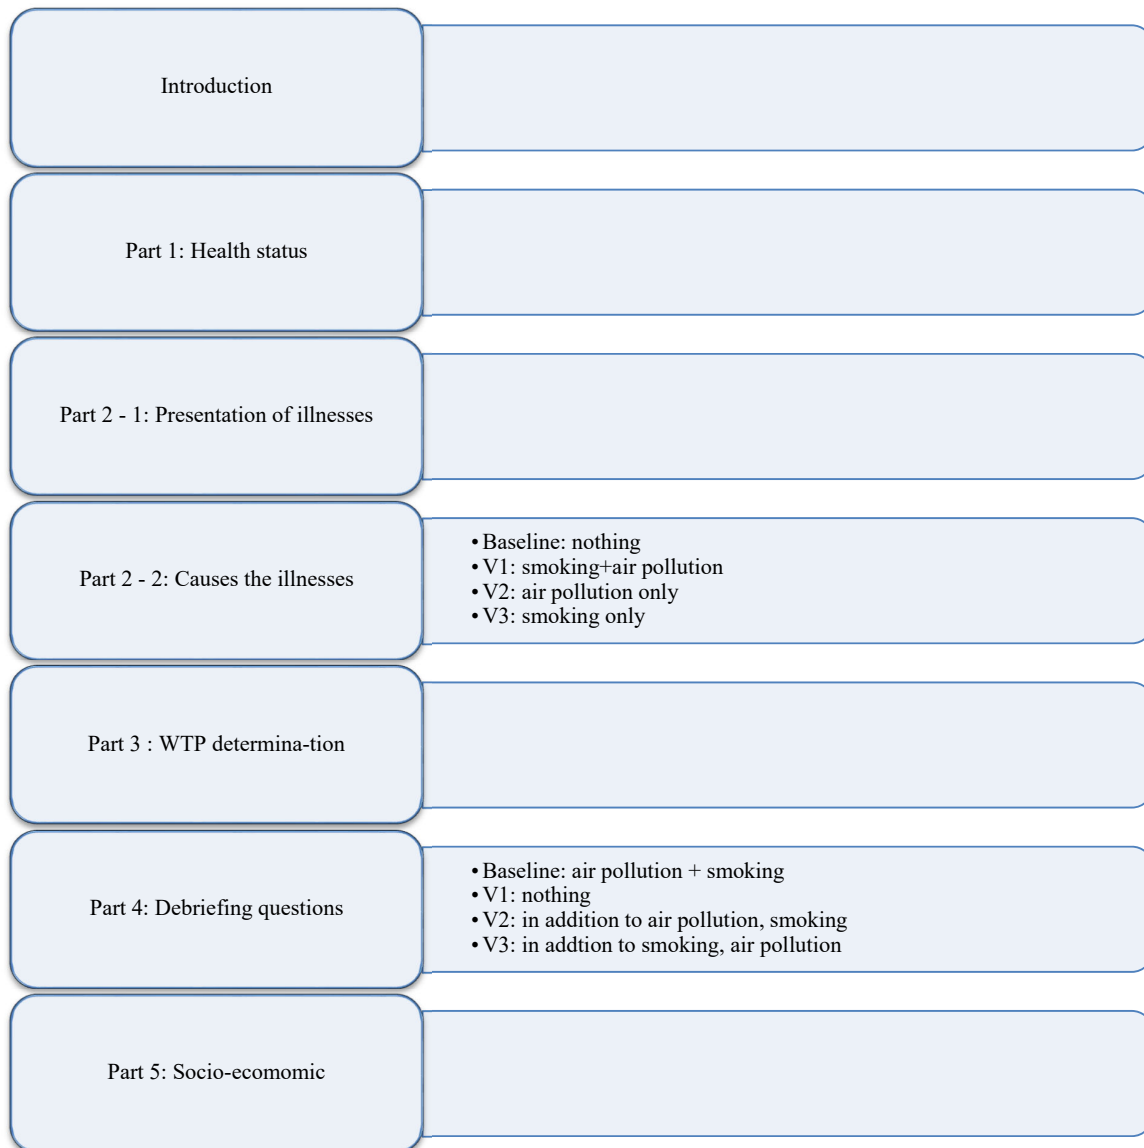 Introduction
Part 1: Health status
Part 2 - 1: Presentation of illnesses
Part 2 - 2: Causes the illnesses
• Baseline: nothing
• V1: smoking+air pollution
• V2: air pollution only
• V3: smoking only
Part 3 : WTP determina-tion
Part 4: Debriefing questions
• Baseline: air pollution + smoking
• V1: nothing
• V2: in addition to air pollution, smoking
• V3: in addtion to smoking, air pollution
Part 5: Socio-ecomomic